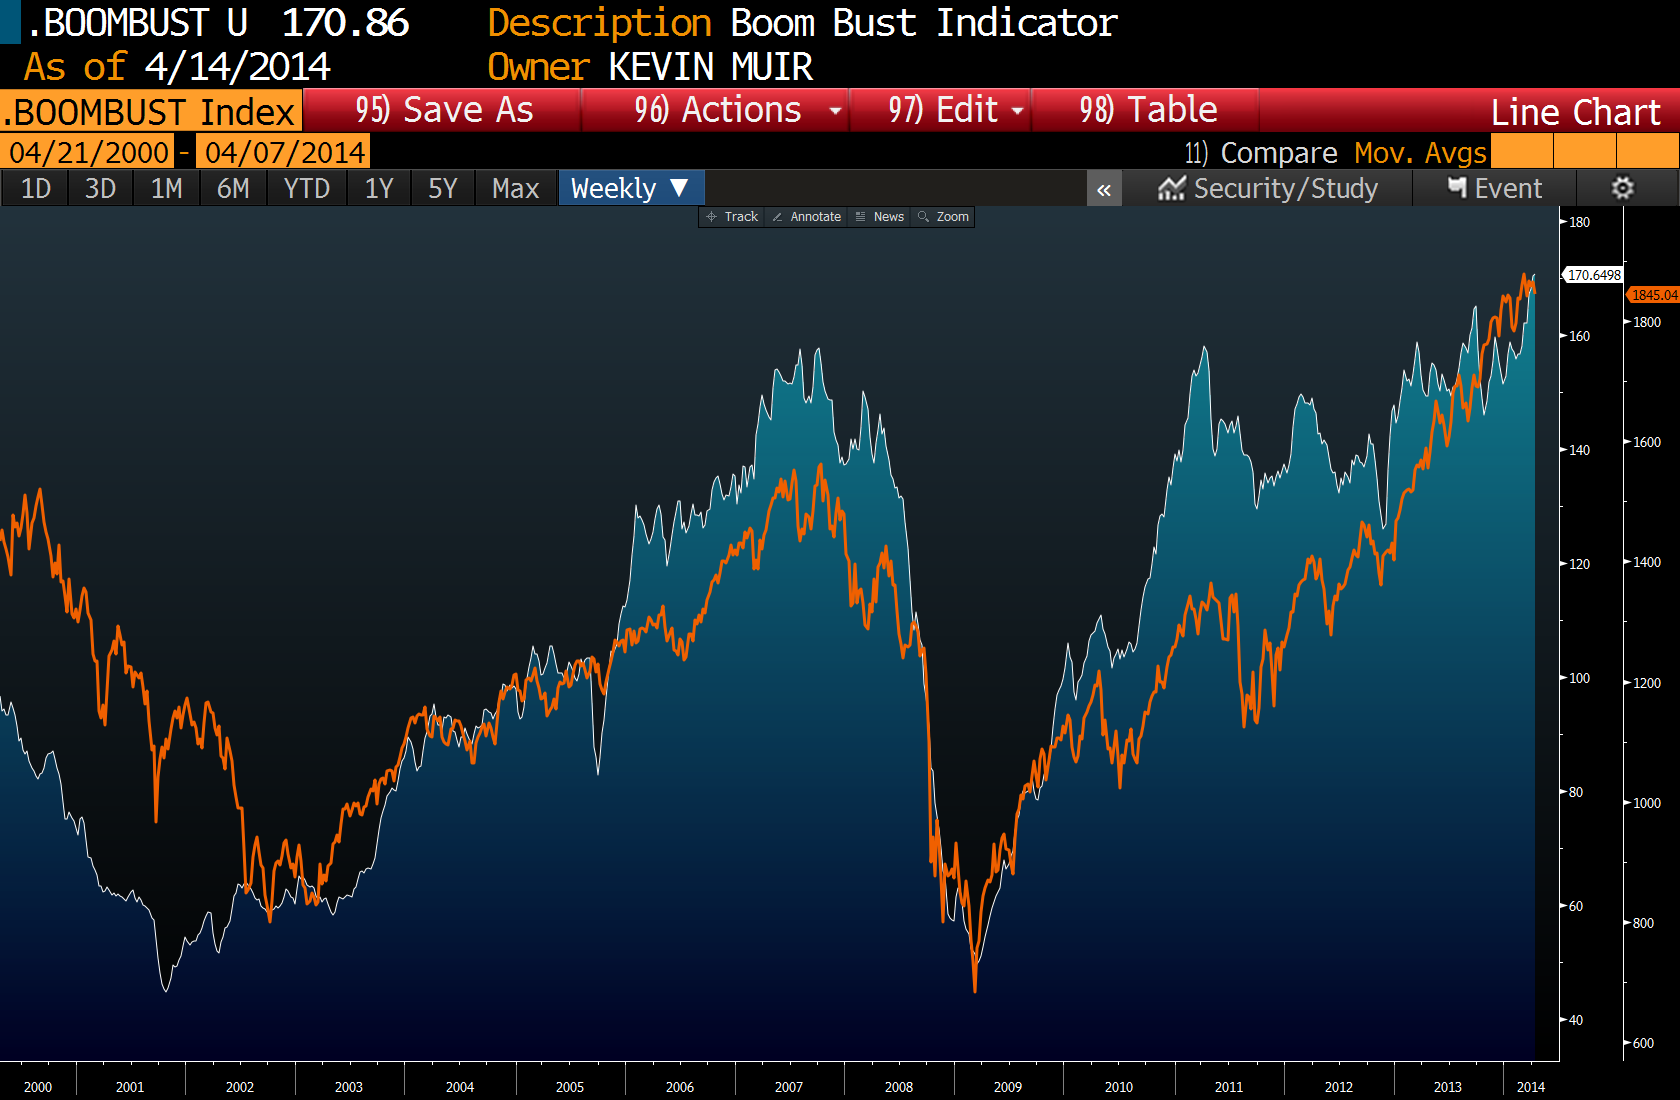 .BOOMBUST U 170.86 Description Boom Bust Indicator
As of 4/14/2014 Owner KEVIN MUIR
.BOOMBUST Index 95) Save As 96) Actions 97) Edit 98) Table Line Chart
04/21/2000 - 04/07/2014 11) Compare Mov. Avgs
1D 3D 1M 6M YTD 1Y 5Y Max Weekly ▼ « Security/Study Event
Track Annotate News Zoom
180
170.6498
1845.04
1800
160
1600
140
1400
120
1200
100
1000
80
60
800
40
600
2000 2001 2002 2003 2004 2005 2006 2007 2008 2009 2010 2011 2012 2013 2014